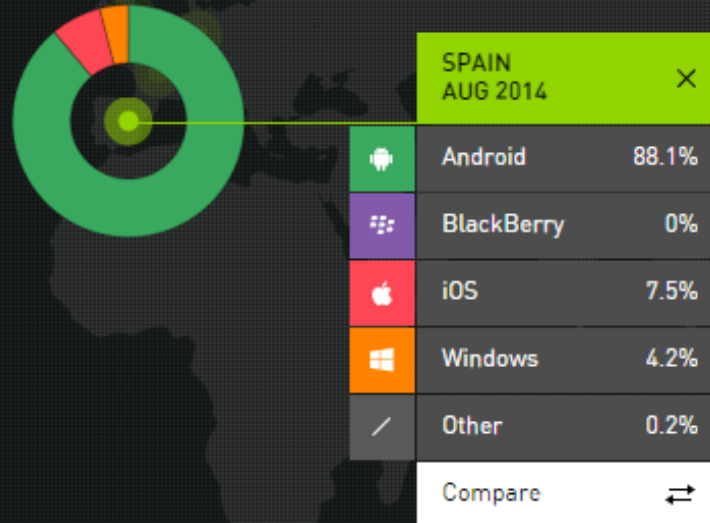 SPAIN
AUG 2014
Android 88.1%
BlackBerry 0%
iOS 7.5%
Windows 4.2%
Other 0.2%
Compare